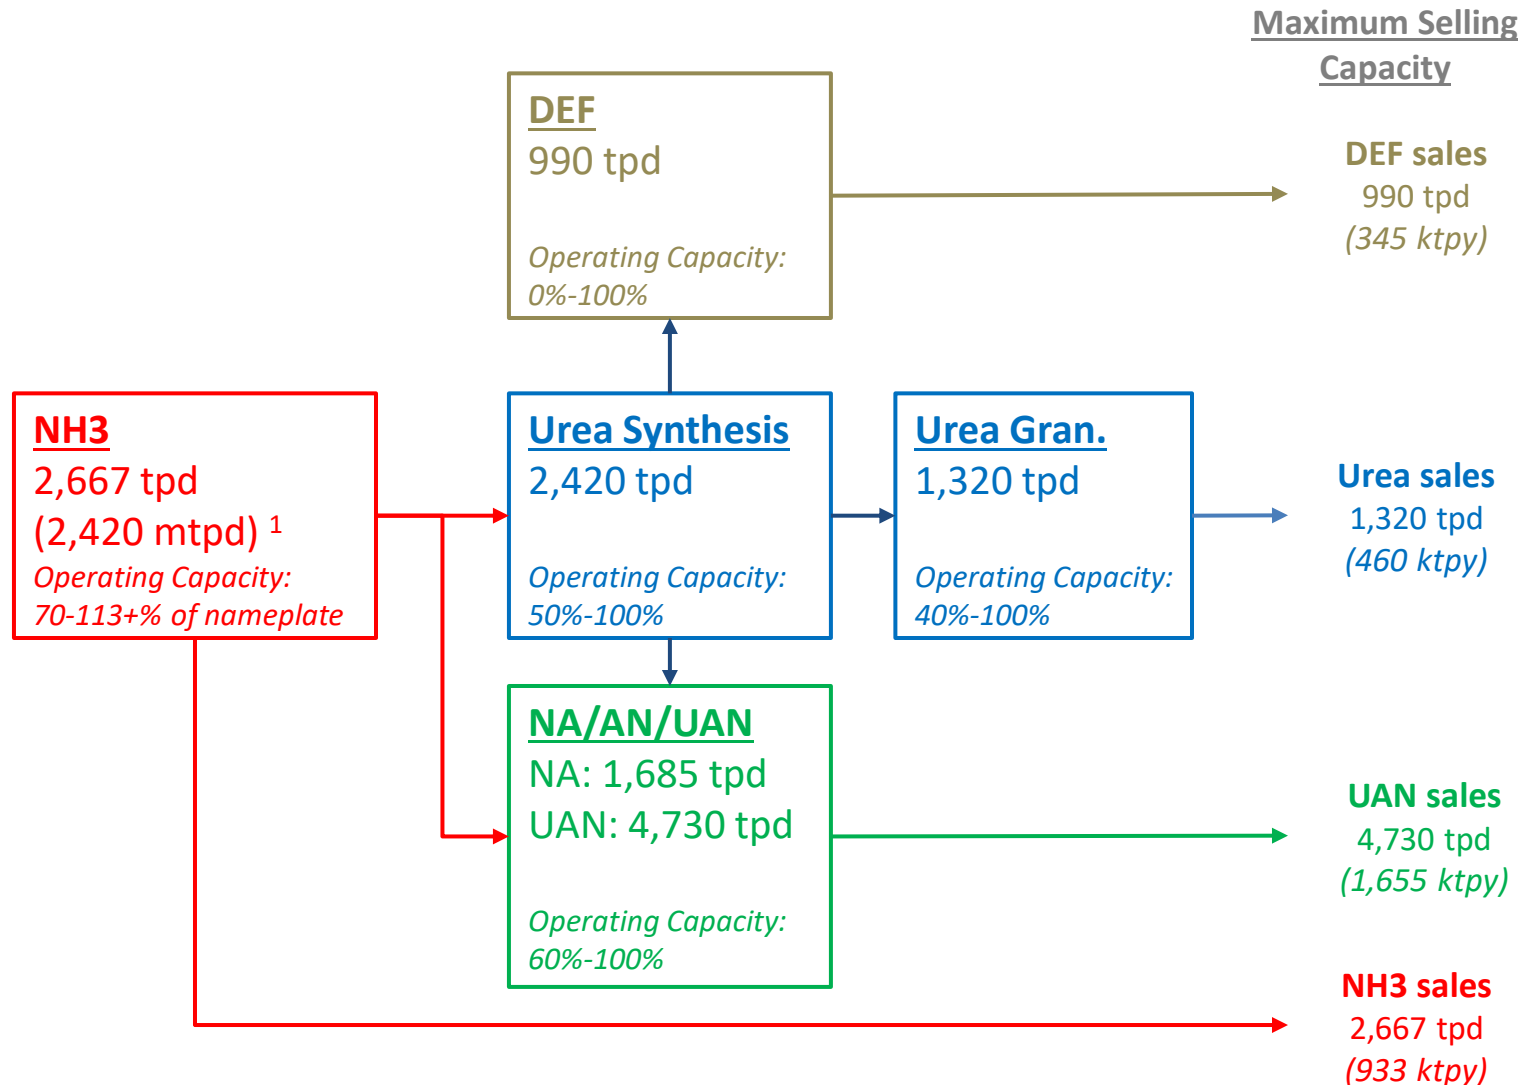 Maximum Selling
Capacity
DEF
990 tpd
Operating Capacity:
0%-100%
DEF sales
990 tpd
(345 ktpy)
NH3
2,667 tpd
(2,420 mtpd) 1
Operating Capacity:
70-113+% of nameplate
Urea Synthesis
2,420 tpd
Operating Capacity:
50%-100%
Urea Gran.
1,320 tpd
Operating Capacity:
40%-100%
Urea sales
1,320 tpd
(460 ktpy)
NA/AN/UAN
NA: 1,685 tpd
UAN: 4,730 tpd
Operating Capacity:
60%-100%
UAN sales
4,730 tpd
(1,655 ktpy)
NH3 sales
2,667 tpd
(933 ktpy)